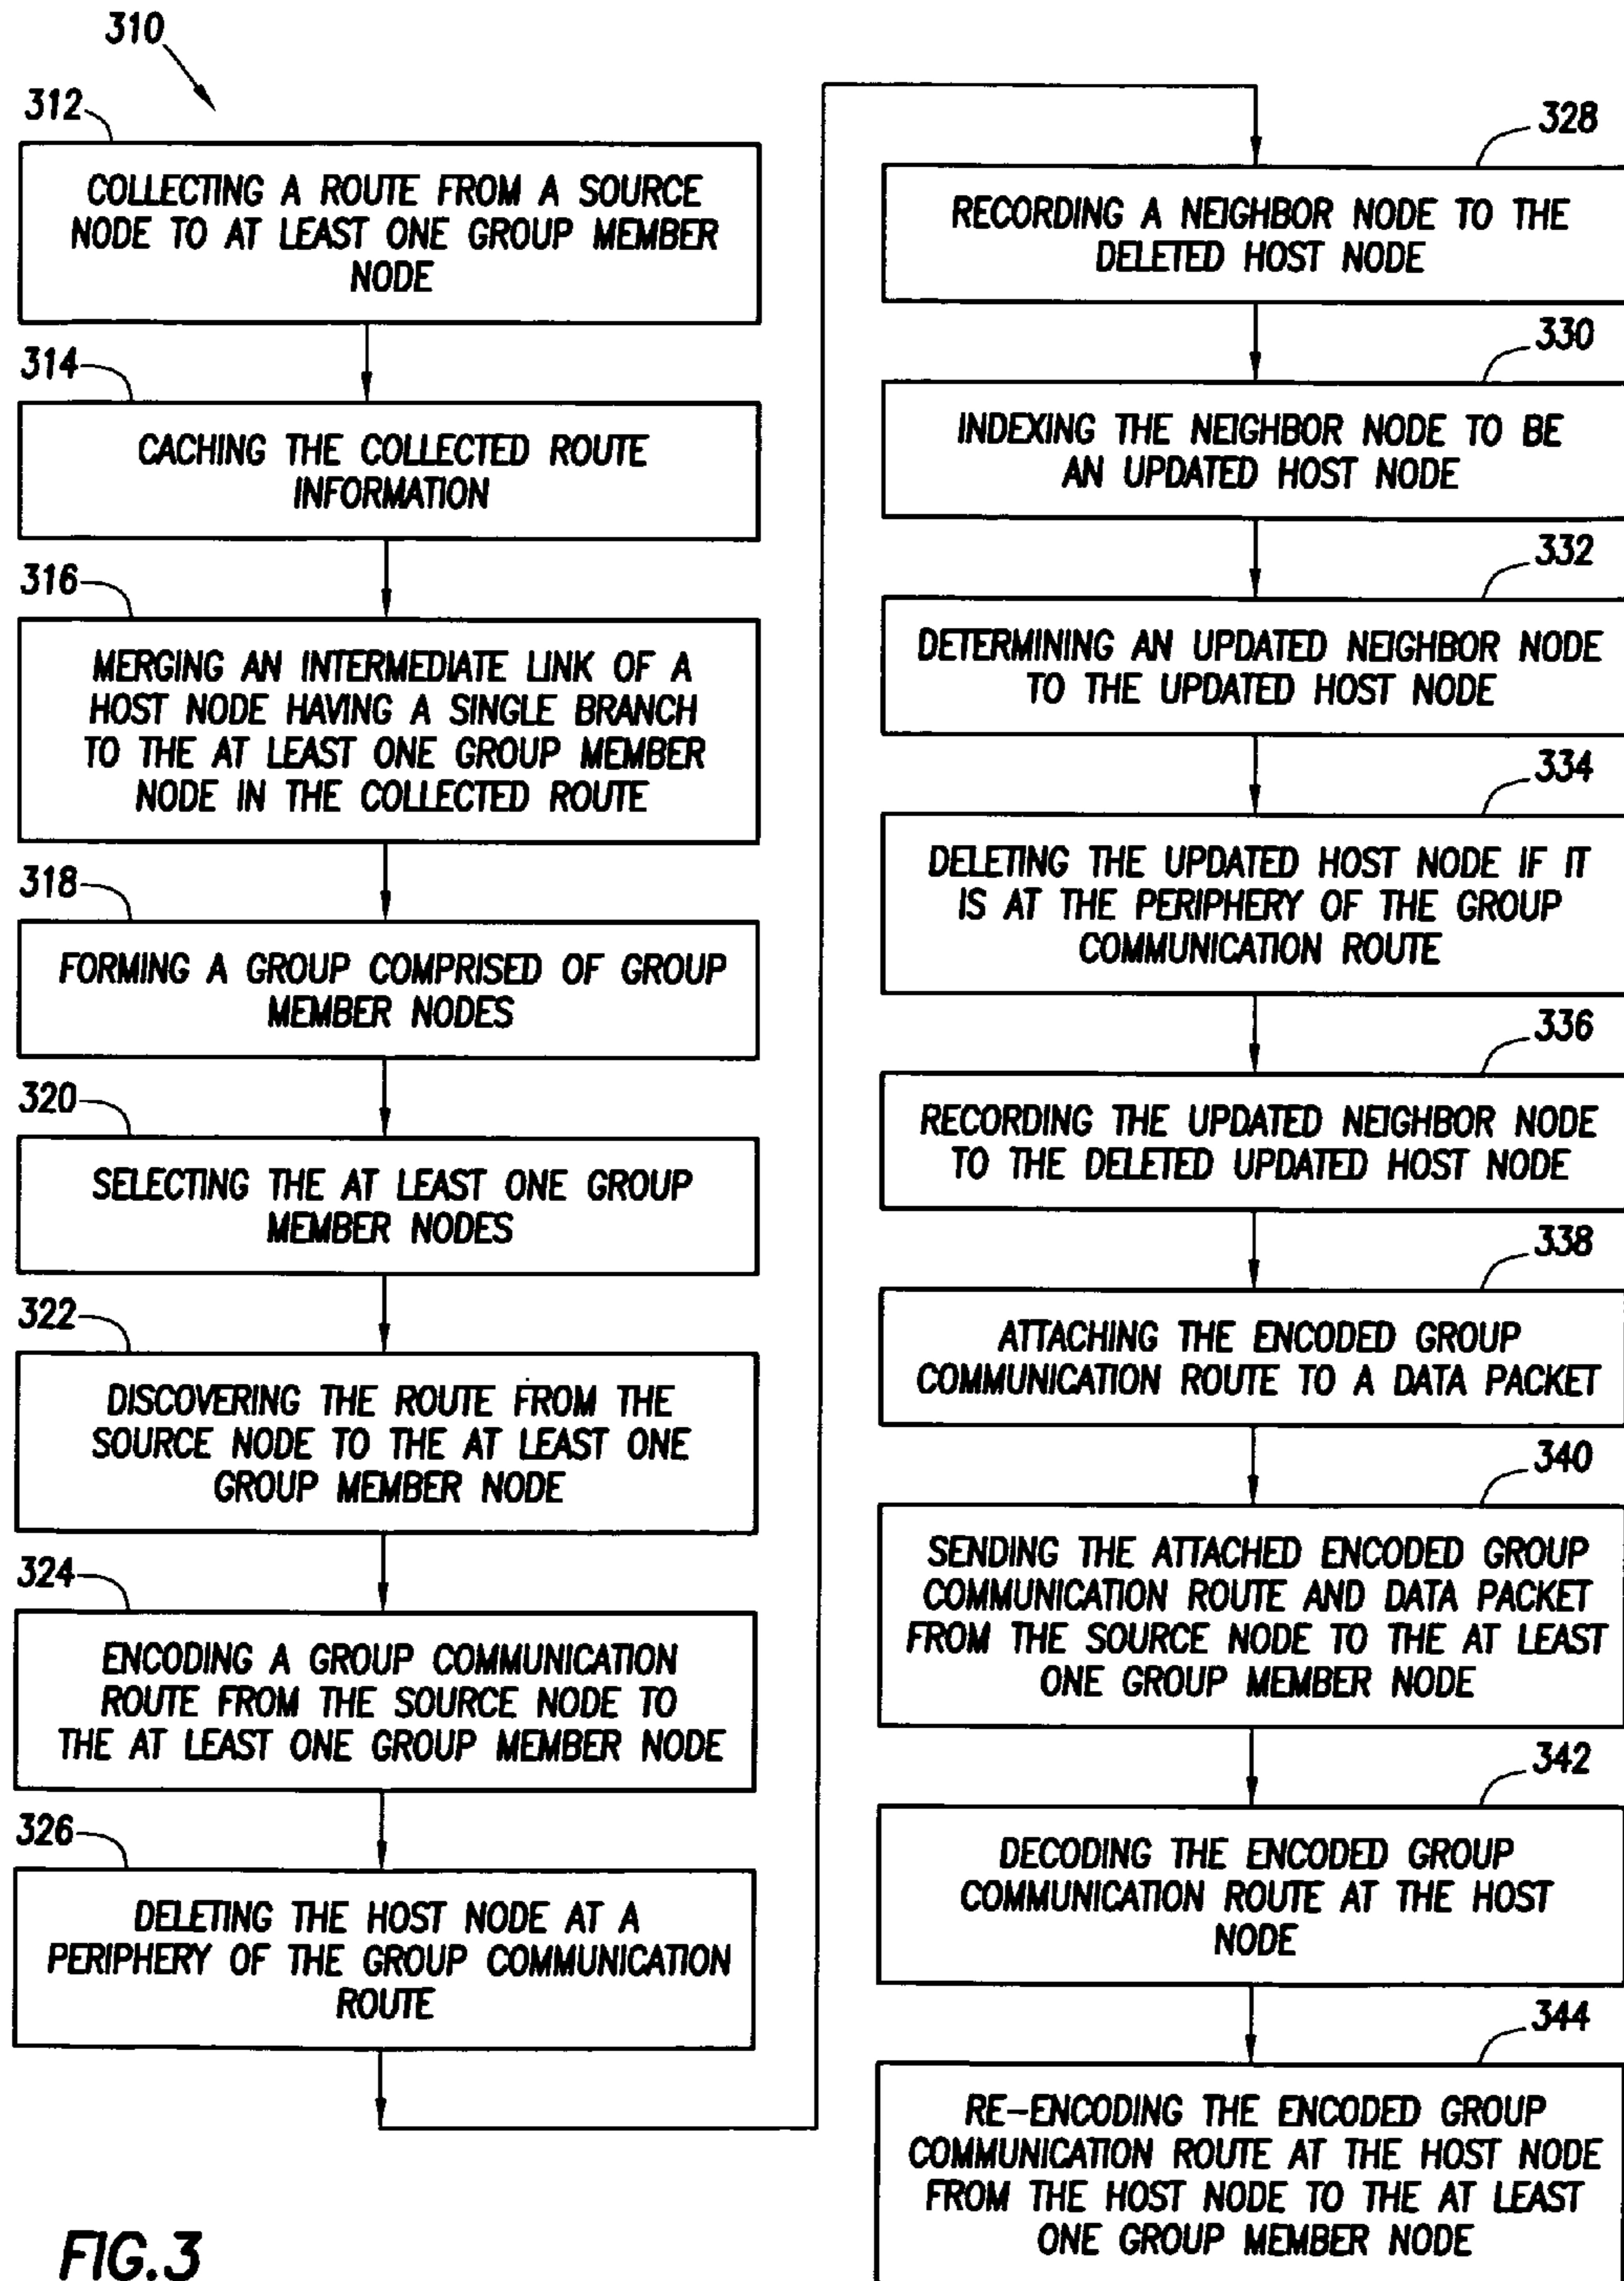 310
312
COLLECTING A ROUTE FROM A SOURCE
NODE TO AT LEAST ONE GROUP MEMBER
NODE
314
CACHING THE COLLECTED ROUTE
INFORMATION
316
MERGING AN INTERMEDIATE LINK OF A
HOST NODE HAVING A SINGLE BRANCH
TO THE AT LEAST ONE GROUP MEMBER
NODE IN THE COLLECTED ROUTE
318
FORMING A GROUP COMPRISED OF GROUP
MEMBER NODES
320
SELECTING THE AT LEAST ONE GROUP
MEMBER NODES
322
DISCOVERING THE ROUTE FROM THE
SOURCE NODE TO THE AT LEAST ONE
GROUP MEMBER NODE
324
ENCODING A GROUP COMMUNICATION
ROUTE FROM THE SOURCE NODE TO
THE AT LEAST ONE GROUP MEMBER NODE
326
DELETING THE HOST NODE AT A
PERIPHERY OF THE GROUP COMMUNICATION
ROUTE
328
RECORDING A NEIGHBOR NODE TO THE
DELETED HOST NODE
330
INDEXING THE NEIGHBOR NODE TO BE
AN UPDATED HOST NODE
332
DETERMINING AN UPDATED NEIGHBOR NODE
TO THE UPDATED HOST NODE
334
DELETING THE UPDATED HOST NODE IF IT
IS AT THE PERIPHERY OF THE GROUP
COMMUNICATION ROUTE
336
RECORDING THE UPDATED NEIGHBOR NODE
TO THE DELETED UPDATED HOST NODE
338
ATTACHING THE ENCODED GROUP
COMMUNICATION ROUTE TO A DATA PACKET
340
SENDING THE ATTACHED ENCODED GROUP
COMMUNICATION ROUTE AND DATA PACKET
FROM THE SOURCE NODE TO THE AT LEAST
ONE GROUP MEMBER NODE
342
DECODING THE ENCODED GROUP
COMMUNICATION ROUTE AT THE HOST
NODE
344
RE-ENCODING THE ENCODED GROUP
COMMUNICATION ROUTE AT THE HOST NODE
FROM THE HOST NODE TO THE AT LEAST
ONE GROUP MEMBER NODE
FIG.3